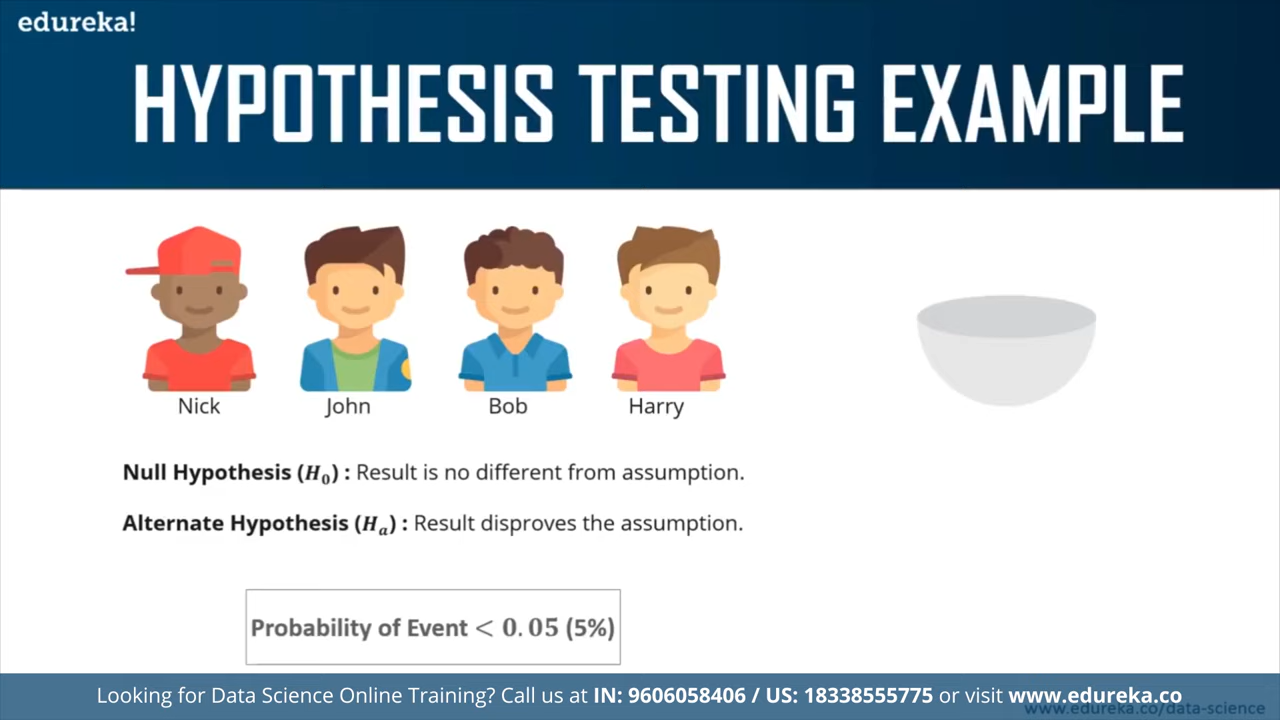 edureka!
HYPOTHESIS TESTING EXAMPLE
Nick John Bob Harry
Null Hypothesis (H₀) : Result is no different from assumption.
Alternate Hypothesis (Hₐ) : Result disproves the assumption.
Probability of Event < 0.05 (5%)
Looking for Data Science Online Training? Call us at IN: 9606058406 / US: 18338555775 or visit www.edureka.co
www.edureka.co/data-science